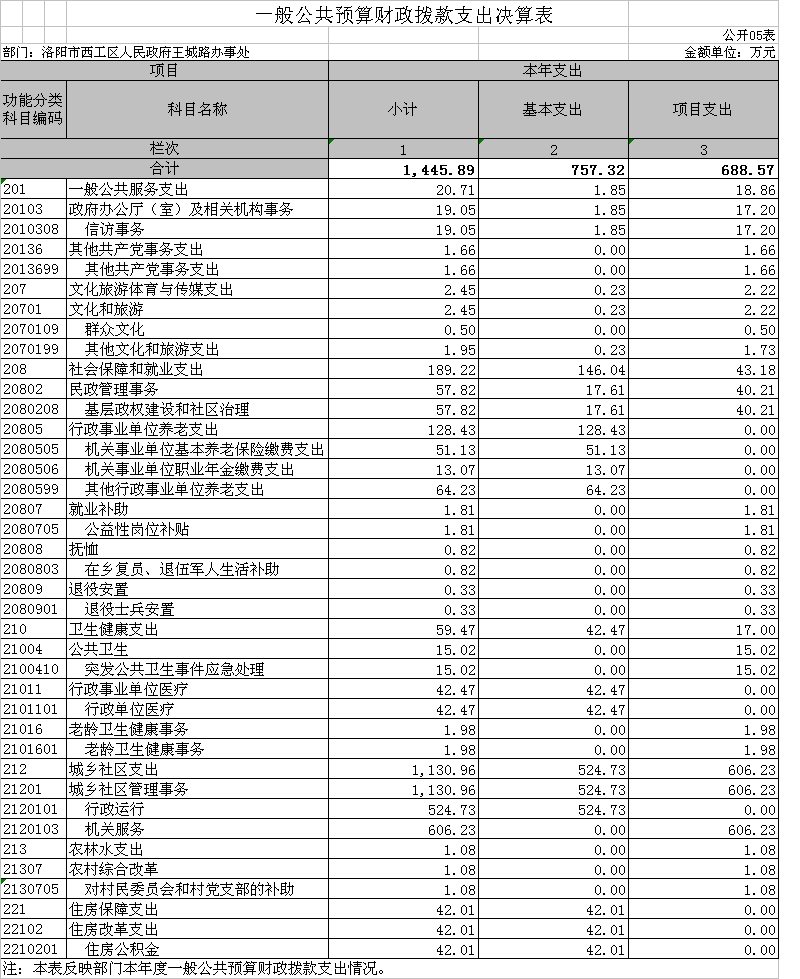 一般公共预算财政拨款支出决算表
公开05表
部门：洛阳市西工区人民政府王城路办事处 金额单位：万元
项目 本年支出
功能分类科目编码 科目名称 小计 基本支出 项目支出
栏次 1 2 3
合计 1,445.89 757.32 688.57
201 一般公共服务支出 20.71 1.85 18.86
20103 政府办公厅（室）及相关机构事务 19.05 1.85 17.20
2010308 信访事务 19.05 1.85 17.20
20136 其他共产党事务支出 1.66 0.00 1.66
2013699 其他共产党事务支出 1.66 0.00 1.66
207 文化旅游体育与传媒支出 2.45 0.23 2.22
20701 文化和旅游 2.45 0.23 2.22
2070109 群众文化 0.50 0.00 0.50
2070199 其他文化和旅游支出 1.95 0.23 1.73
208 社会保障和就业支出 189.22 146.04 43.18
20802 民政管理事务 57.82 17.61 40.21
2080208 基层政权建设和社区治理 57.82 17.61 40.21
20805 行政事业单位养老支出 128.43 128.43 0.00
2080505 机关事业单位基本养老保险缴费支出 51.13 51.13 0.00
2080506 机关事业单位职业年金缴费支出 13.07 13.07 0.00
2080599 其他行政事业单位养老支出 64.23 64.23 0.00
20807 就业补助 1.81 0.00 1.81
2080705 公益性岗位补贴 1.81 0.00 1.81
20808 抚恤 0.82 0.00 0.82
2080803 在乡复员、退伍军人生活补助 0.82 0.00 0.82
20809 退役安置 0.33 0.00 0.33
2080901 退役士兵安置 0.33 0.00 0.33
210 卫生健康支出 59.47 42.47 17.00
21004 公共卫生 15.02 0.00 15.02
2100410 突发公共卫生事件应急处理 15.02 0.00 15.02
21011 行政事业单位医疗 42.47 42.47 0.00
2101101 行政单位医疗 42.47 42.47 0.00
21016 老龄卫生健康事务 1.98 0.00 1.98
2101601 老龄卫生健康事务 1.98 0.00 1.98
212 城乡社区支出 1,130.96 524.73 606.23
21201 城乡社区管理事务 1,130.96 524.73 606.23
2120101 行政运行 524.73 524.73 0.00
2120103 机关服务 606.23 0.00 606.23
213 农林水支出 1.08 0.00 1.08
21307 农村综合改革 1.08 0.00 1.08
2130705 对村民委员会和村党支部的补助 1.08 0.00 1.08
221 住房保障支出 42.01 42.01 0.00
22102 住房改革支出 42.01 42.01 0.00
2210201 住房公积金 42.01 42.01 0.00
注：本表反映部门本年度一般公共预算财政拨款支出情况。